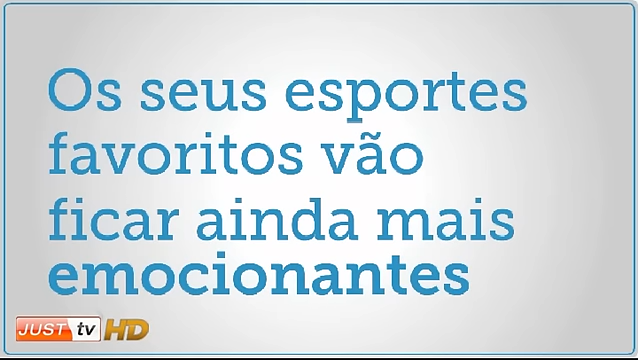 Os seus esportes
favoritos vão
ficar ainda mais
emocionantes
JUST tv HD